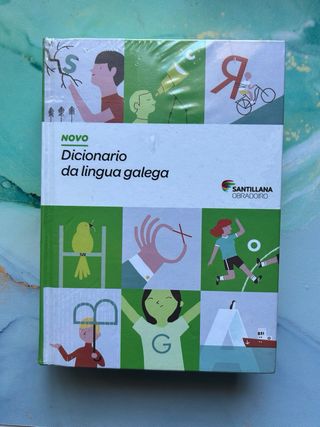 S
R
NOVO
Dicionario
da lingua galega
SANTILLANA
OBRADOIRO
H
B
G
A